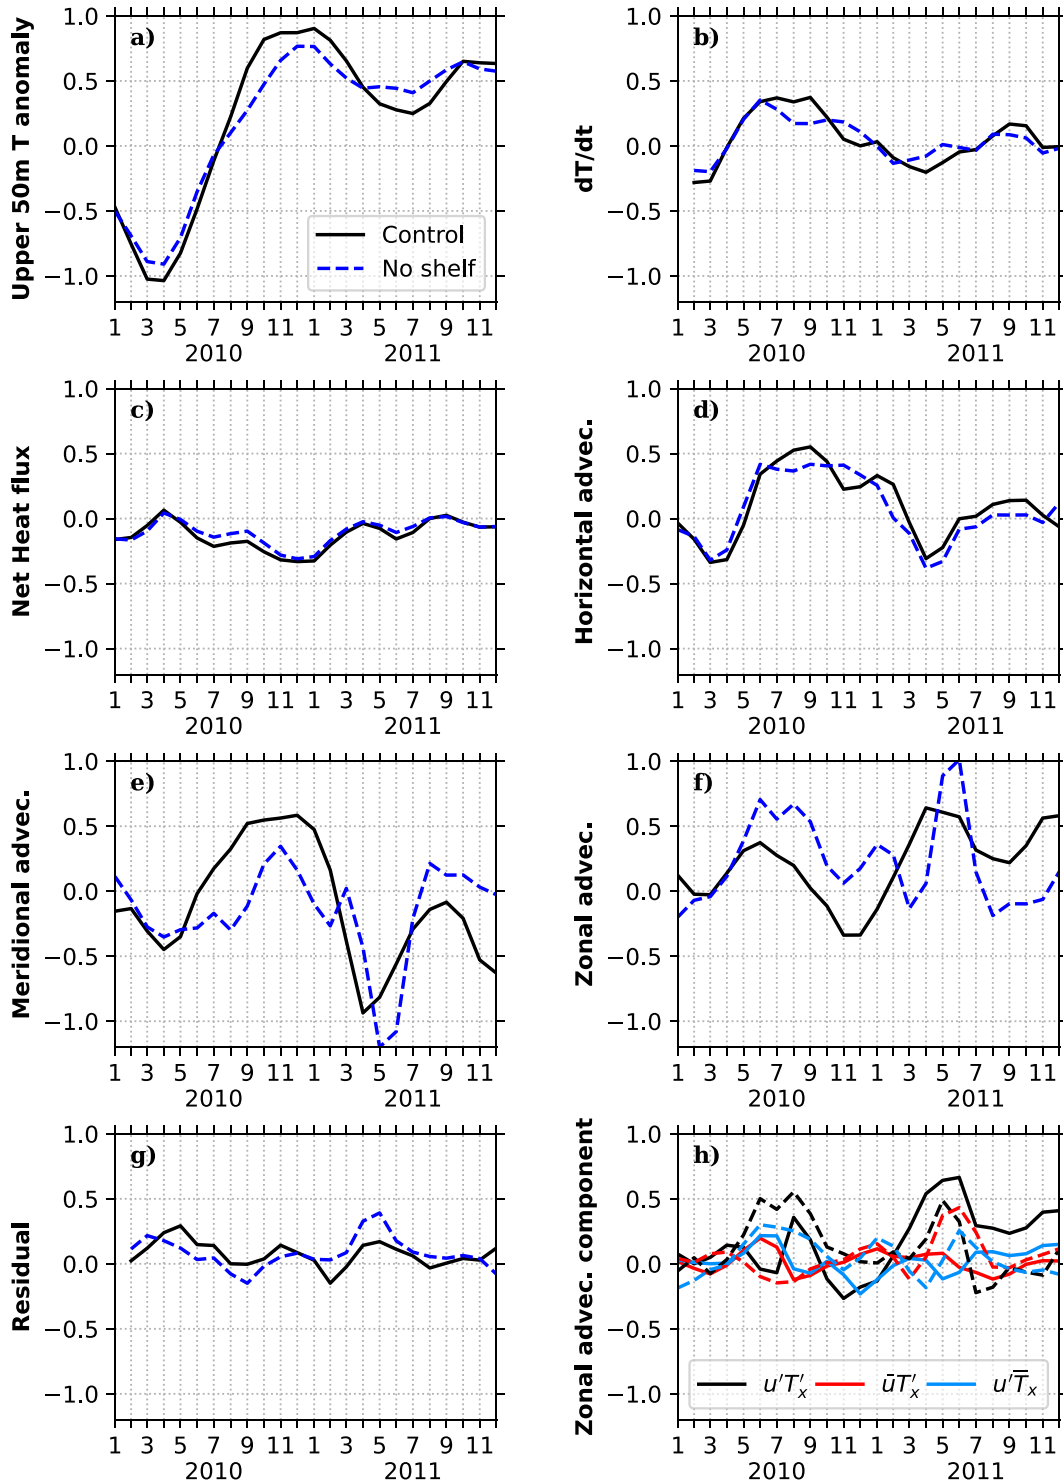 a)
Upper 50m T anomaly
1.0
0.5
0.0
−0.5
−1.0
Control
No shelf
1 3 5 7 9 11 1 3 5 7 9 11
2010 2011
b)
dT/dt
1.0
0.5
0.0
−0.5
−1.0
1 3 5 7 9 11 1 3 5 7 9 11
2010 2011
c)
Net Heat flux
1.0
0.5
0.0
−0.5
−1.0
1 3 5 7 9 11 1 3 5 7 9 11
2010 2011
d)
Horizontal advec.
1.0
0.5
0.0
−0.5
−1.0
1 3 5 7 9 11 1 3 5 7 9 11
2010 2011
e)
Meridional advec.
1.0
0.5
0.0
−0.5
−1.0
1 3 5 7 9 11 1 3 5 7 9 11
2010 2011
f)
Zonal advec.
1.0
0.5
0.0
−0.5
−1.0
1 3 5 7 9 11 1 3 5 7 9 11
2010 2011
g)
Residual
1.0
0.5
0.0
−0.5
−1.0
1 3 5 7 9 11 1 3 5 7 9 11
2010 2011
h)
Zonal advec. component
1.0
0.5
0.0
−0.5
−1.0
u′T′ₓ ūT′ₓ u′T̅ₓ
1 3 5 7 9 11 1 3 5 7 9 11
2010 2011